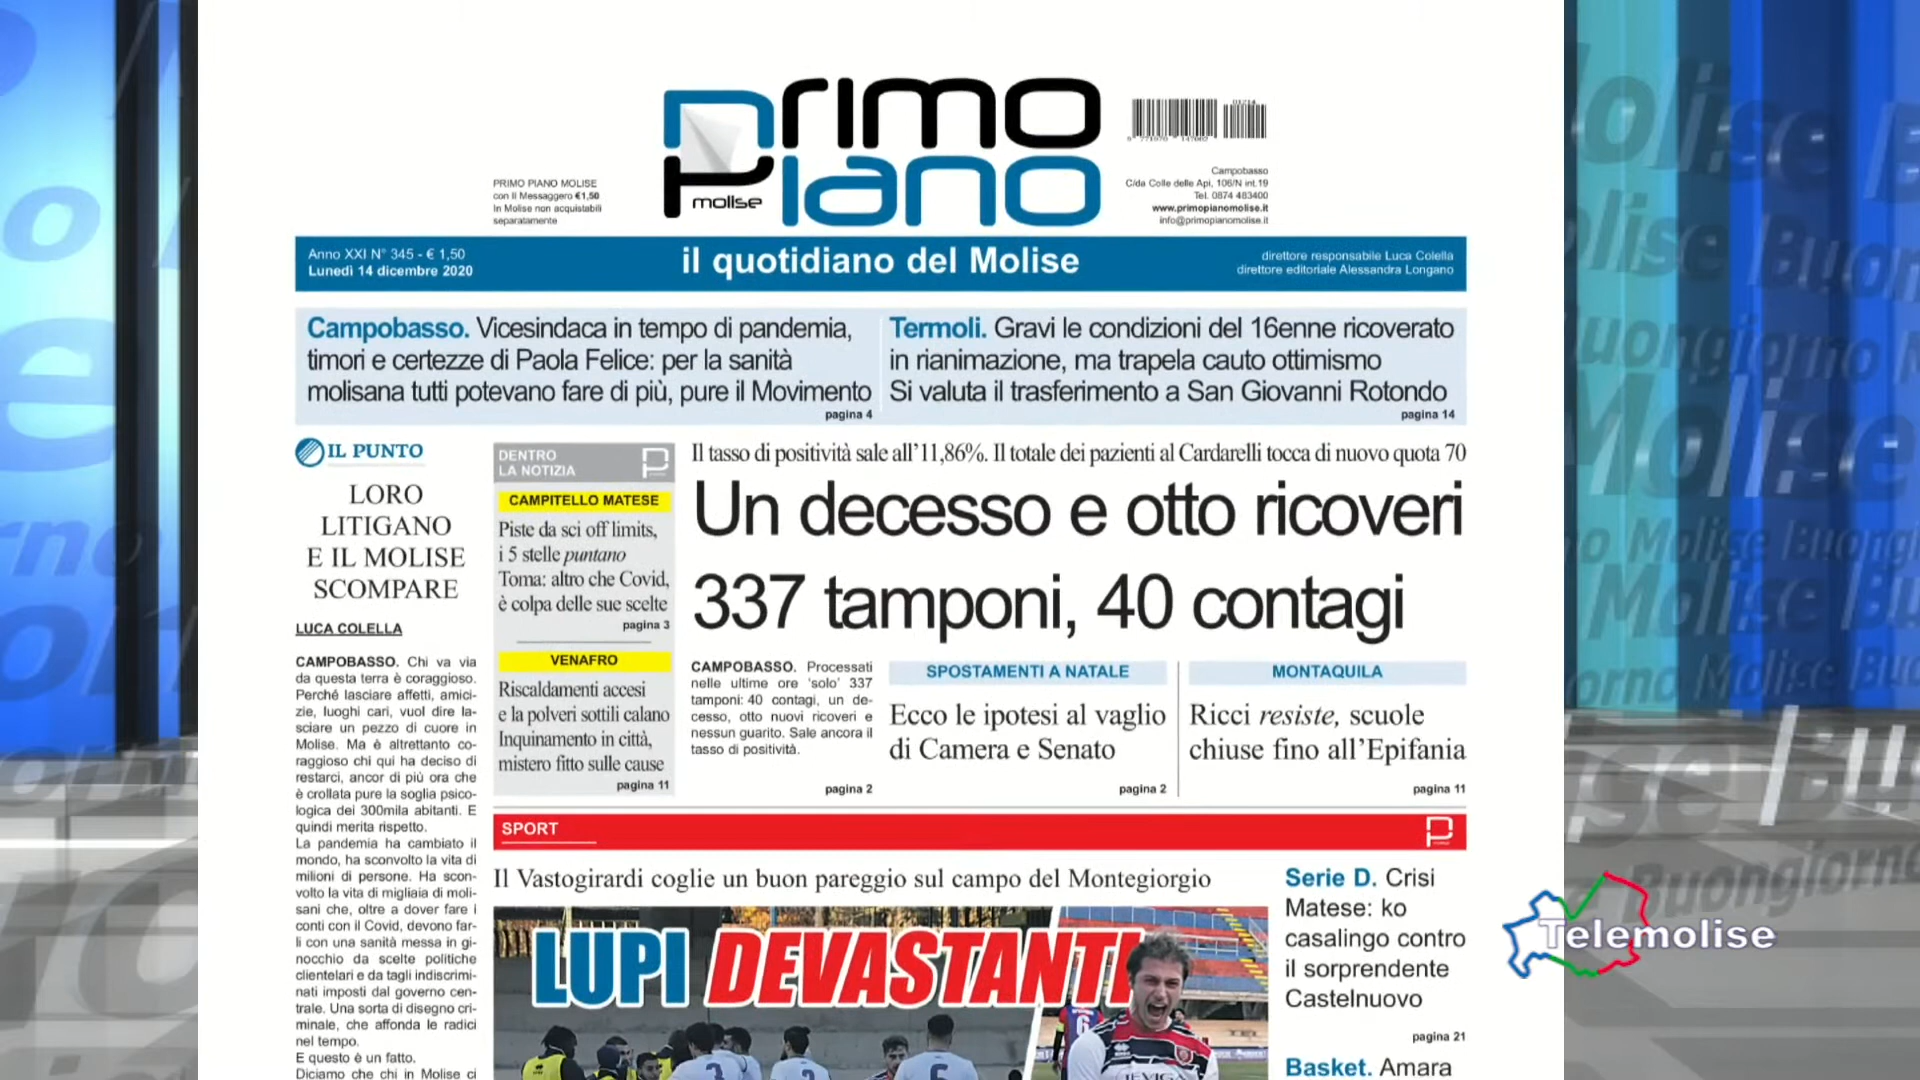 PRIMO
PIANO
molise
PRIMO PIANO MOLISE
con Il Messaggero €1,50
In Molise non acquistabili
separatamente
Campobasso
C/da Colle delle Api, 106/N int.19
Tel. 0874 483400
www.primopianomolise.it
info@primopianomolise.it
Anno XXI N° 345 - € 1,50
Lunedì 14 dicembre 2020
il quotidiano del Molise
direttore responsabile Luca Colella
direttore editoriale Alessandra Longano
Campobasso. Vicesindaca in tempo di pandemia,
timori e certezze di Paola Felice: per la sanità
molisana tutti potevano fare di più, pure il Movimento
pagina 4
Termoli. Gravi le condizioni del 16enne ricoverato
in rianimazione, ma trapela cauto ottimismo
Si valuta il trasferimento a San Giovanni Rotondo
pagina 14
IL PUNTO
LORO
LITIGANO
E IL MOLISE
SCOMPARE
LUCA COLELLA
CAMPOBASSO. Chi va via
da questa terra è coraggioso.
Perché lasciare affetti, amici-
zie, luoghi cari, vuol dire la-
sciare un pezzo di cuore in
Molise. Ma è altrettanto co-
raggioso chi qui ha deciso di
restarci, ancor di più ora che
è crollata pure la soglia psico-
logica dei 300mila abitanti. E
quindi merita rispetto.
La pandemia ha cambiato il
mondo, ha sconvolto la vita di
milioni di persone. Ha scon-
volto la vita di migliaia di moli-
sani che, oltre a dover fare i
conti con il Covid, devono far-
li con una sanità messa in gi-
nocchio da scelte politiche
clientelari e da tagli indiscrimi-
nati imposti dal governo cen-
trale. Una sorta di disegno cri-
minale, che affonda le radici
nel tempo.
E questo è un fatto.
Diciamo che chi in Molise ci
DENTRO
LA NOTIZIA
CAMPITELLO MATESE
Piste da sci off limits,
i 5 stelle puntano
Toma: altro che Covid,
è colpa delle sue scelte
pagina 3
VENAFRO
Riscaldamenti accesi
e la polveri sottili calano
Inquinamento in città,
mistero fitto sulle cause
pagina 11
Il tasso di positività sale all'11,86%. Il totale dei pazienti al Cardarelli tocca di nuovo quota 70
Un decesso e otto ricoveri
337 tamponi, 40 contagi
CAMPOBASSO. Processati
nelle ultime ore 'solo' 337
tamponi: 40 contagi, un de-
cesso, otto nuovi ricoveri e
nessun guarito. Sale ancora il
tasso di positività.
pagina 2
SPOSTAMENTI A NATALE
Ecco le ipotesi al vaglio
di Camera e Senato
pagina 2
MONTAQUILA
Ricci resiste, scuole
chiuse fino all'Epifania
pagina 11
SPORT
Il Vastogirardi coglie un buon pareggio sul campo del Montegiorgio
LUPI DEVASTANTI
Serie D. Crisi
Matese: ko
casalingo contro
il sorprendente
Castelnuovo
pagina 21
Basket. Amara
Telemolise